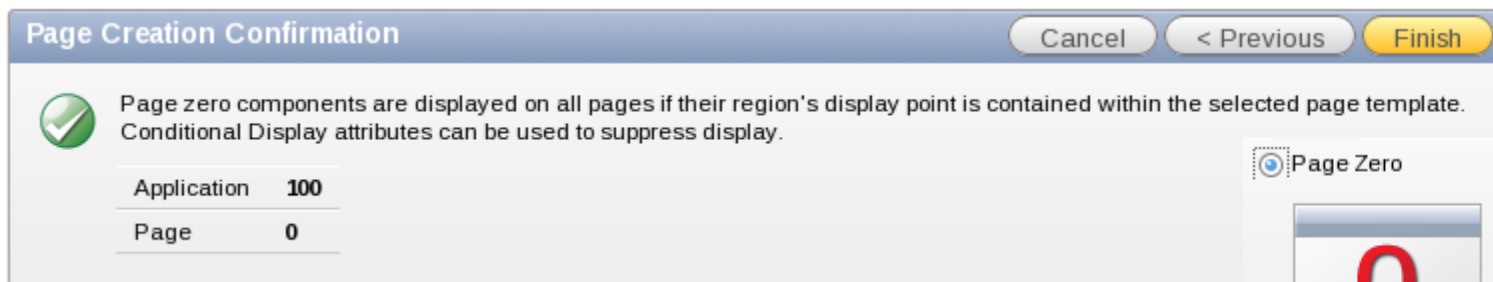 Page Creation Confirmation
Cancel
< Previous
Finish
Page zero components are displayed on all pages if their region's display point is contained within the selected page template.
Conditional Display attributes can be used to suppress display.
Page Zero
Application 100
Page 0
0